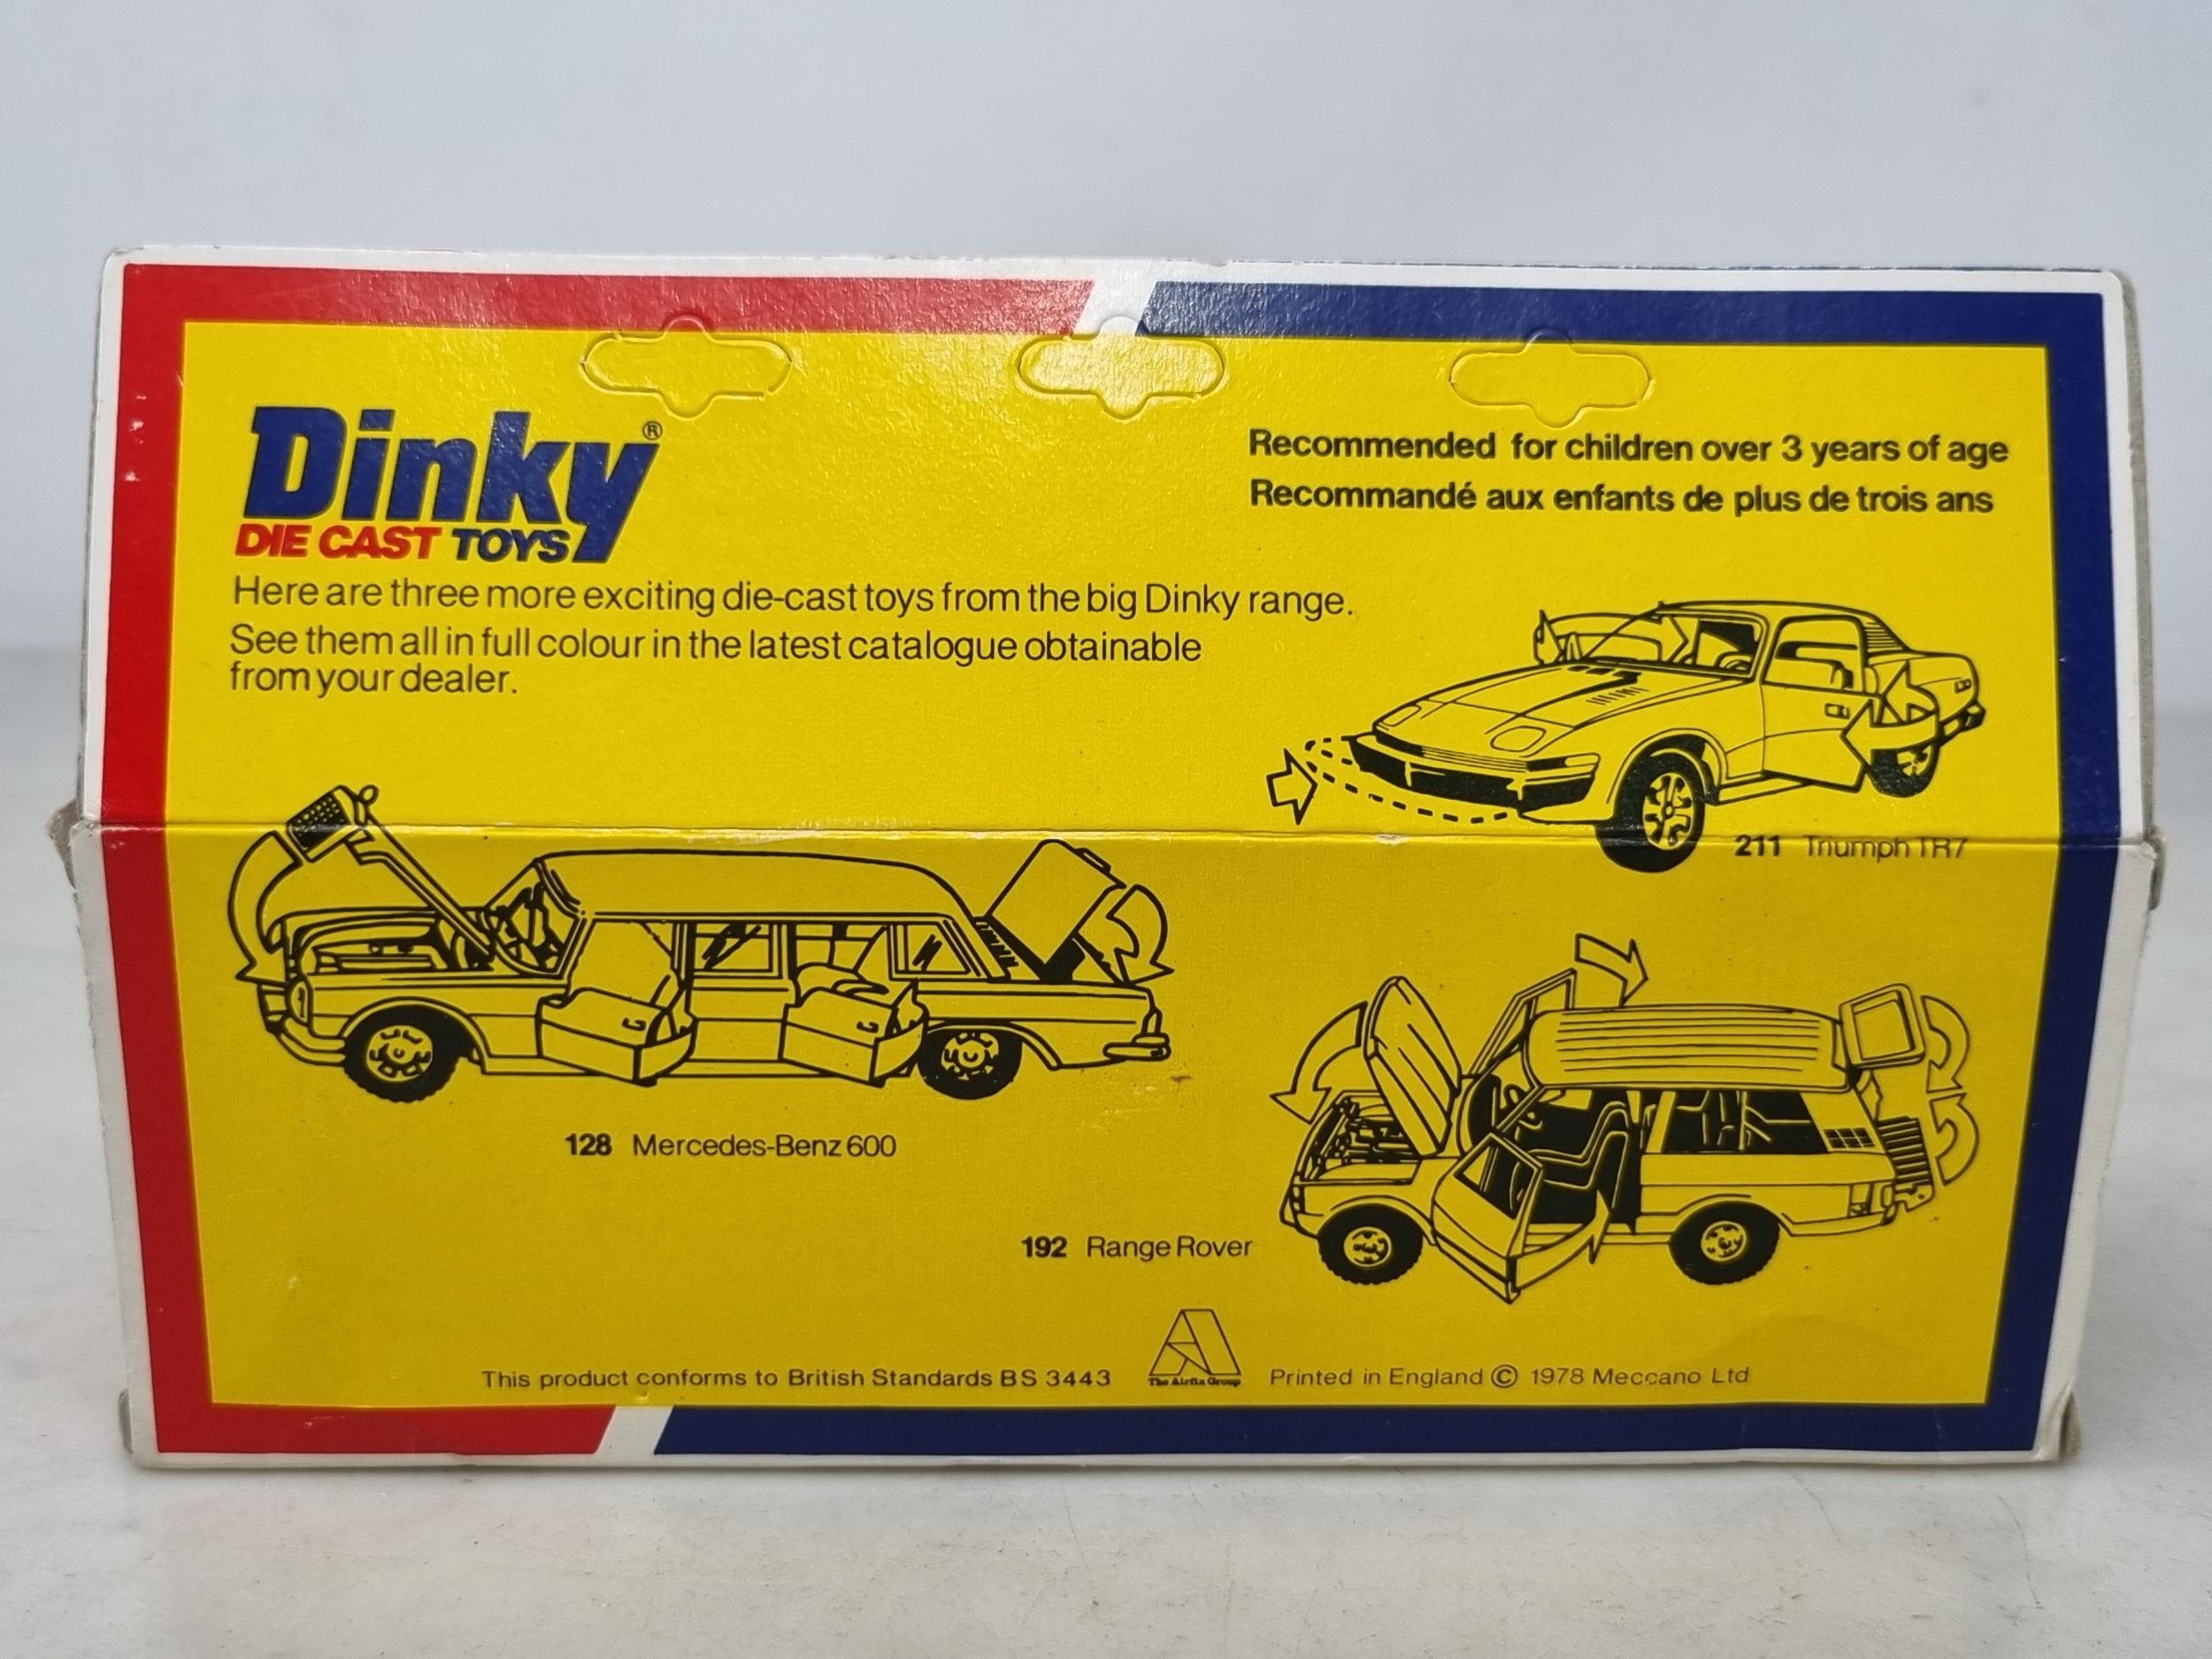 Dinky®
DIE CAST TOYS
Recommended for children over 3 years of age
Recommandé aux enfants de plus de trois ans
Here are three more exciting die-cast toys from the big Dinky range.
See them all in full colour in the latest catalogue obtainable
from your dealer.
211 Triumph TR7
128 Mercedes-Benz 600
192 Range Rover
This product conforms to British Standards BS 3443
The Airfix Group
Printed in England © 1978 Meccano Ltd